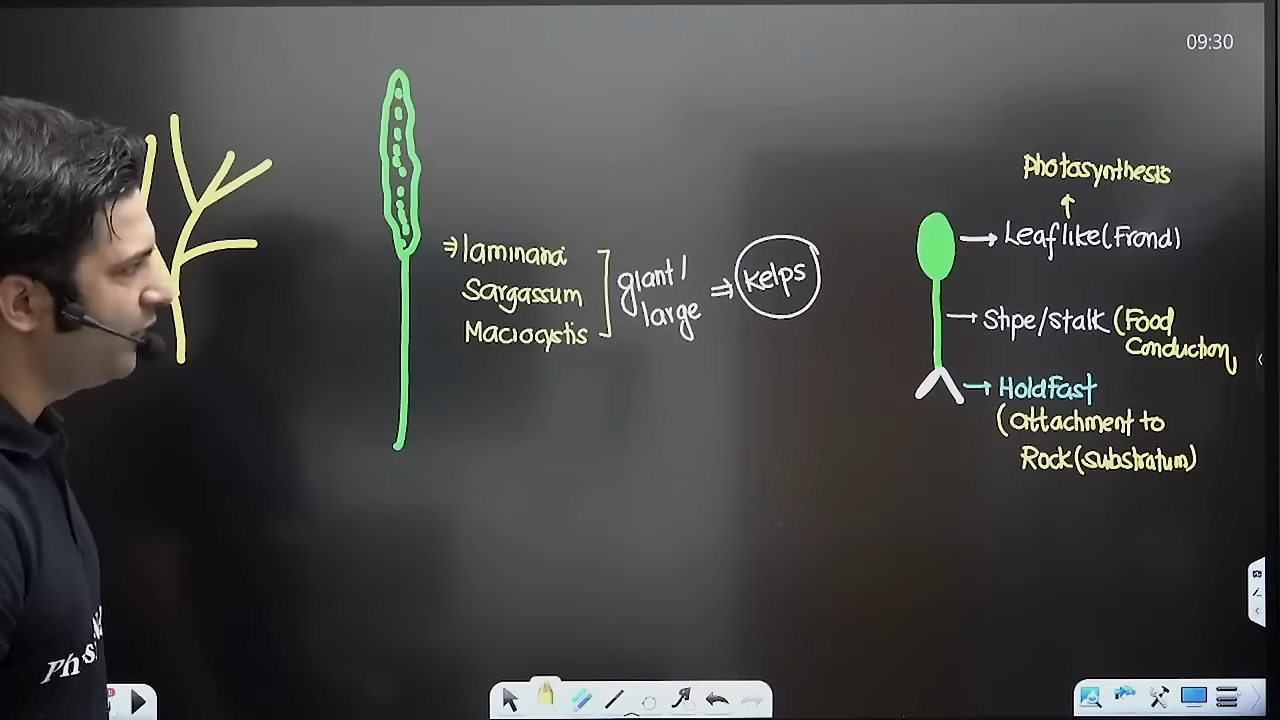 09:30
⇒ laminaria
Sargassum
Macrocystis
giant/
large ⇒ kelps
Photosynthesis
↑
→ Leaf like (Frond)
→ Stipe/Stalk (Food
Conduction,
→ HoldFast
(attachment to
Rock (substratum)